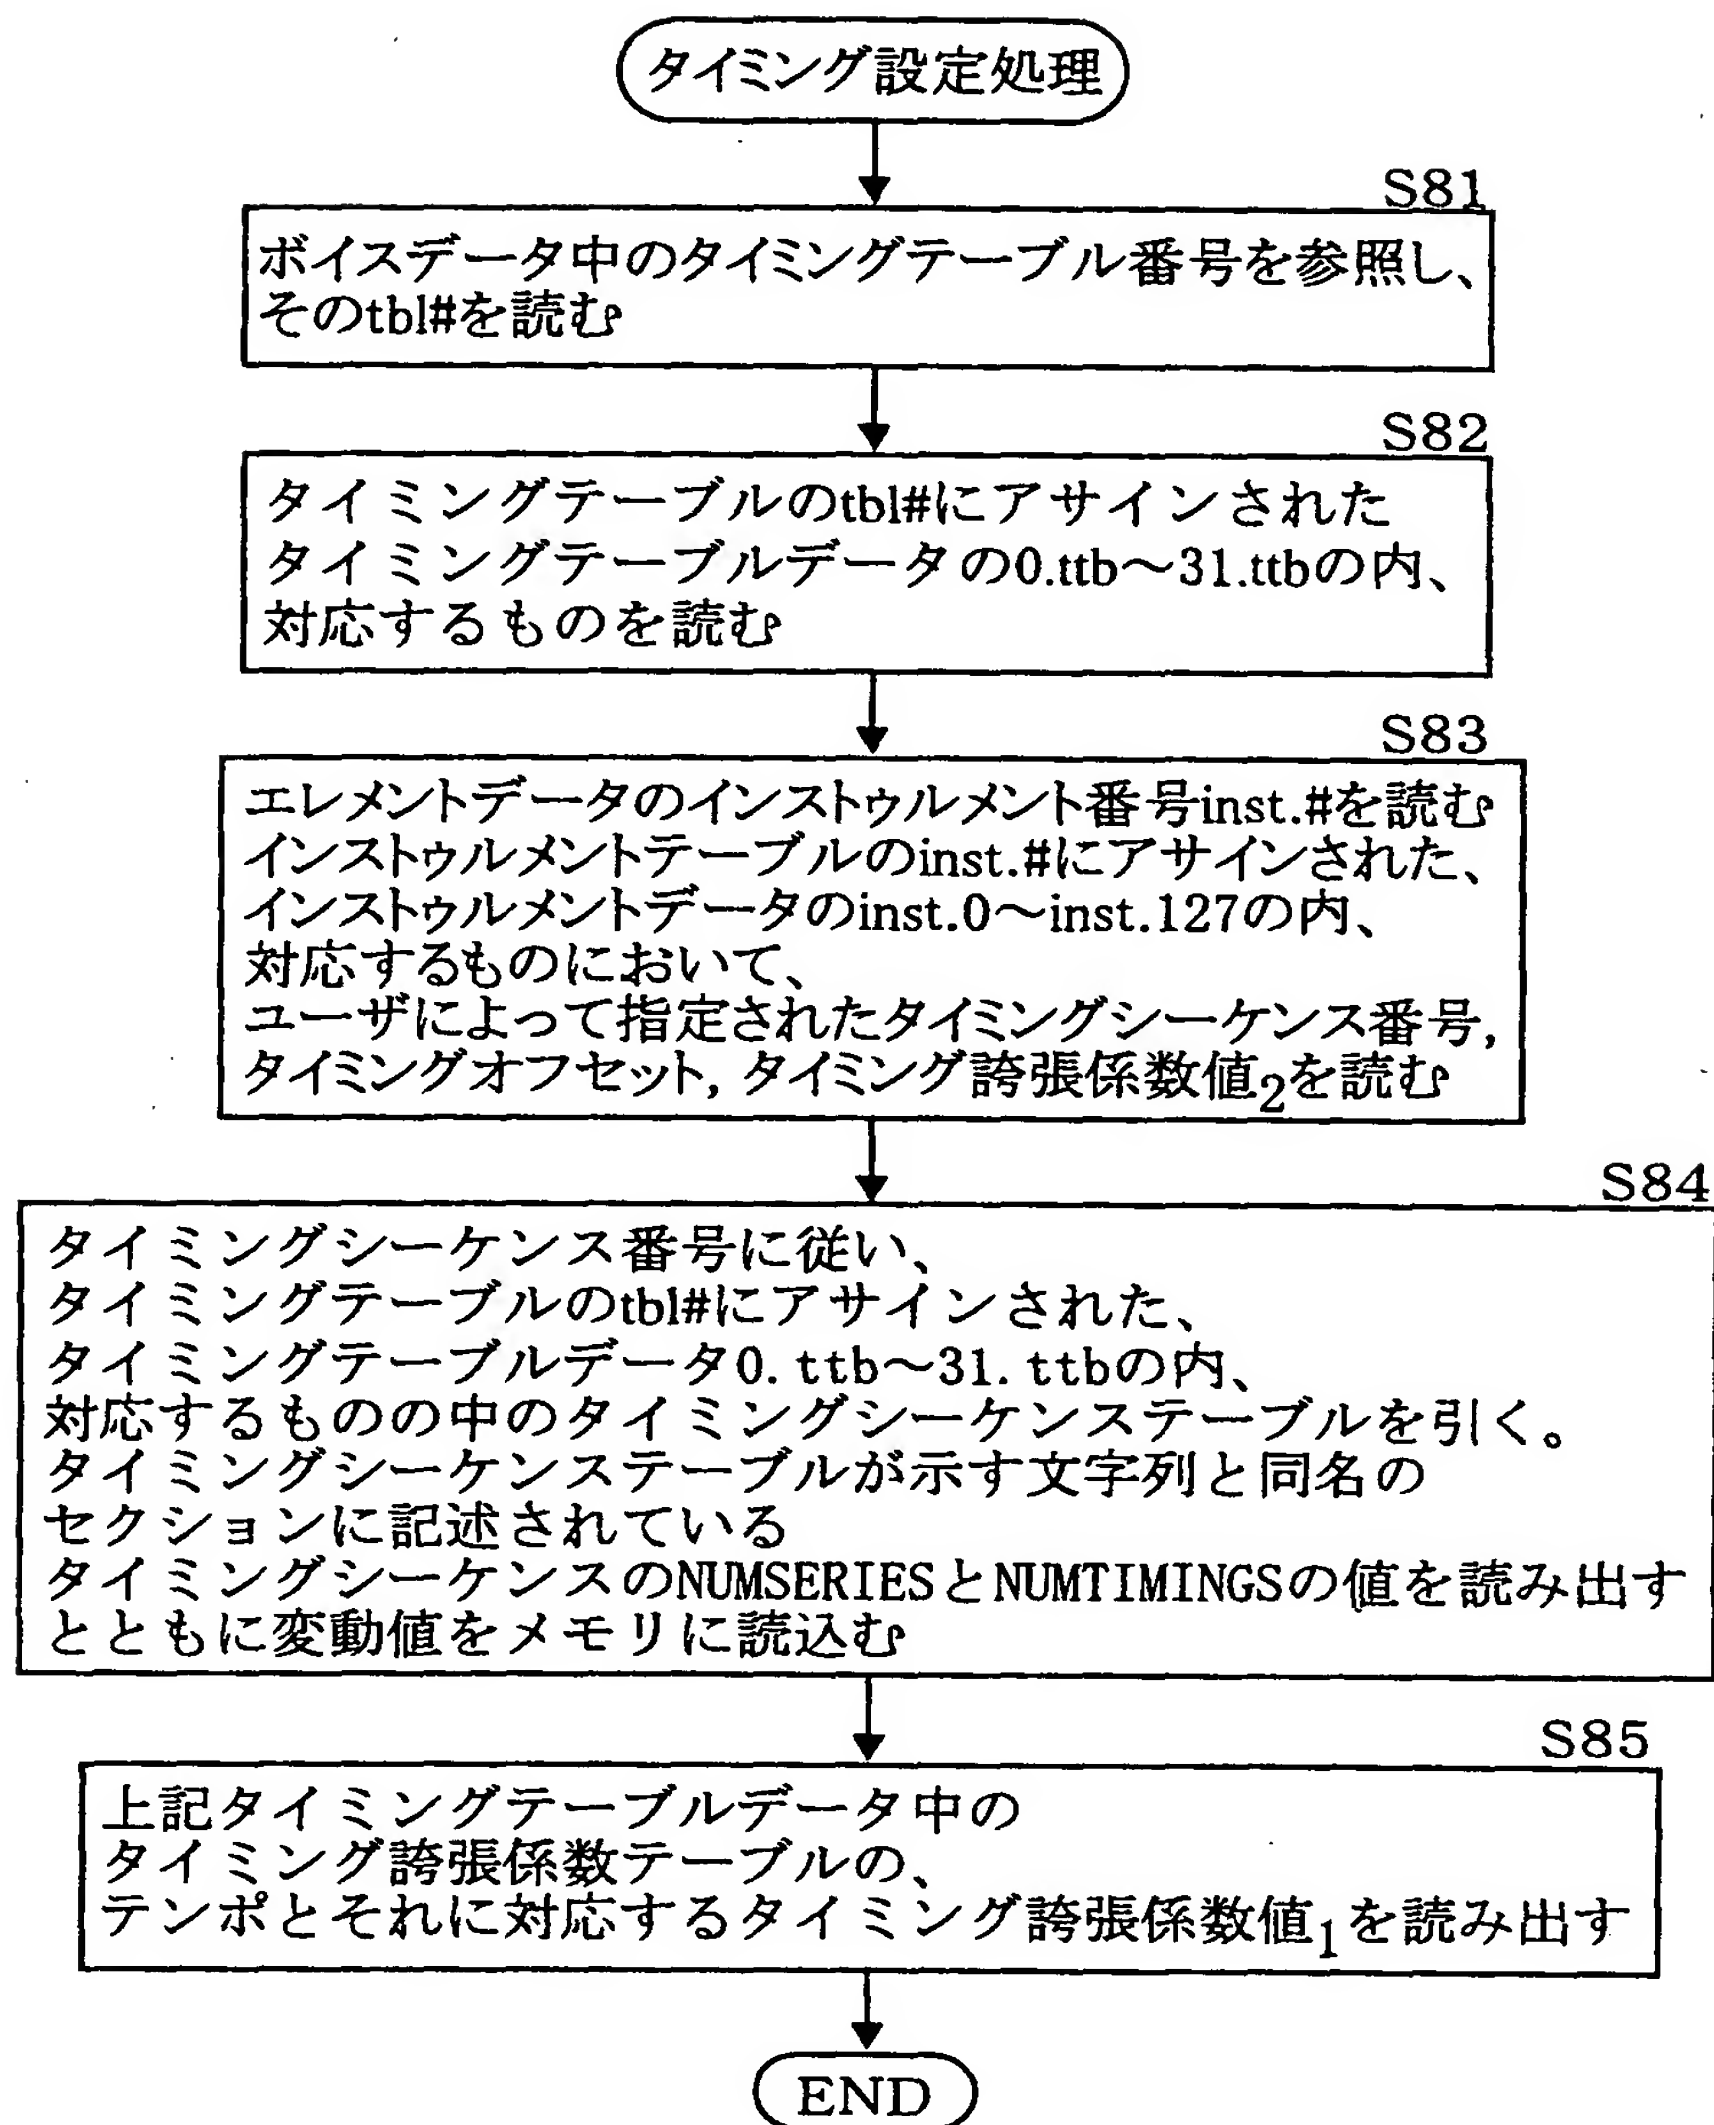 タイミング設定処理
S81
ボイスデータ中のタイミングテーブル番号を参照し、
そのtbl#を読む
S82
タイミングテーブルのtbl#にアサインされた
タイミングテーブルデータの0.ttb～31.ttbの内、
対応するものを読む
S83
エレメントデータのインストゥルメント番号inst.#を読む
インストゥルメントテーブルのinst.#にアサインされた、
インストゥルメントデータのinst.0～inst.127の内、
対応するものにおいて、
ユーザによって指定されたタイミングシーケンス番号,
タイミングオフセット, タイミング誇張係数値2を読む
S84
タイミングシーケンス番号に従い、
タイミングテーブルのtbl#にアサインされた、
タイミングテーブルデータ0. ttb～31. ttbの内、
対応するものの中のタイミングシーケンステーブルを引く。
タイミングシーケンステーブルが示す文字列と同名の
セクションに記述されている
タイミングシーケンスのNUMSERIESとNUMTIMINGSの値を読み出す
とともに変動値をメモリに読込む
S85
上記タイミングテーブルデータ中の
タイミング誇張係数テーブルの、
テンポとそれに対応するタイミング誇張係数値1を読み出す
END